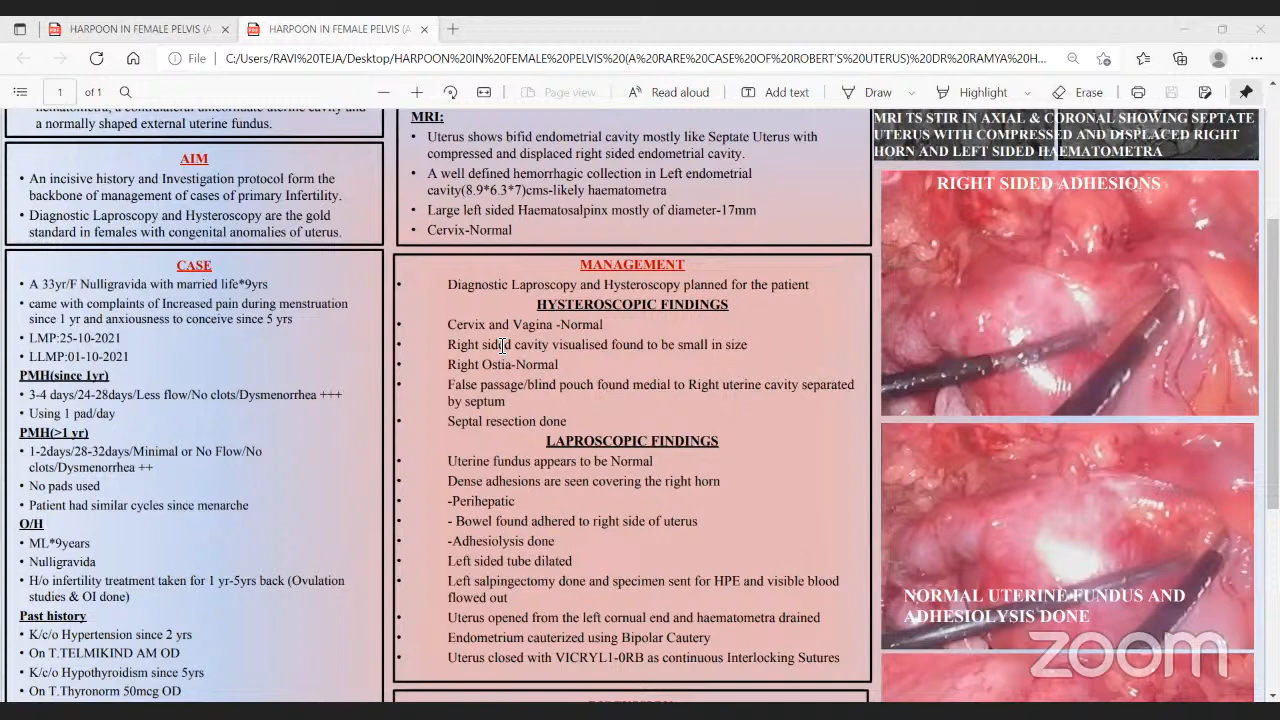 HARPOON IN FEMALE PELVIS (A
HARPOON IN FEMALE PELVIS (A
File
C:/Users/RAVI%20TEJA/Desktop/HARPOON%20IN%20FEMALE%20PELVIS%20(A%20RARE%20CASE%20OF%20ROBERT'S%20UTERUS)%20DR%20RAMYA%20H...
1 of 1
Page view
Read aloud
Add text
Draw
Highlight
Erase
hematometra, a contralateral unicornuate uterine cavity and
a normally shaped external uterine fundus.
AIM
• An incisive history and Investigation protocol form the
backbone of management of cases of primary Infertility.
• Diagnostic Laproscopy and Hysteroscopy are the gold
standard in females with congenital anomalies of uterus.
CASE
• A 33yr/F Nulligravida with married life*9yrs
• came with complaints of Increased pain during menstruation
since 1 yr and anxiousness to conceive since 5 yrs
• LMP:25-10-2021
• LLMP:01-10-2021
PMH(since 1yr)
• 3-4 days/24-28days/Less flow/No clots/Dysmenorrhea +++
• Using 1 pad/day
PMH(>1 yr)
• 1-2days/28-32days/Minimal or No Flow/No
clots/Dysmenorrhea ++
• No pads used
• Patient had similar cycles since menarche
O/H
• ML*9years
• Nulligravida
• H/o infertility treatment taken for 1 yr-5yrs back (Ovulation
studies & OI done)
Past history
• K/c/o Hypertension since 2 yrs
• On T.TELMIKIND AM OD
• K/c/o Hypothyroidism since 5yrs
• On T.Thyronorm 50mcg OD
MRI:
• Uterus shows bifid endometrial cavity mostly like Septate Uterus with
compressed and displaced right sided endometrial cavity.
• A well defined hemorrhagic collection in Left endometrial
cavity(8.9*6.3*7)cms-likely haematometra
• Large left sided Haematosalpinx mostly of diameter-17mm
• Cervix-Normal
MANAGEMENT
• Diagnostic Laproscopy and Hysteroscopy planned for the patient
HYSTEROSCOPIC FINDINGS
• Cervix and Vagina -Normal
• Right sided cavity visualised found to be small in size
• Right Ostia-Normal
• False passage/blind pouch found medial to Right uterine cavity separated
by septum
• Septal resection done
LAPROSCOPIC FINDINGS
• Uterine fundus appears to be Normal
• Dense adhesions are seen covering the right horn
• -Perihepatic
• - Bowel found adhered to right side of uterus
• -Adhesiolysis done
• Left sided tube dilated
• Left salpingectomy done and specimen sent for HPE and visible blood
flowed out
• Uterus opened from the left cornual end and haematometra drained
• Endometrium cauterized using Bipolar Cautery
• Uterus closed with VICRYL1-0RB as continuous Interlocking Sutures
MRI TS STIR IN AXIAL & CORONAL SHOWING SEPTATE
UTERUS WITH COMPRESSED AND DISPLACED RIGHT
HORN AND LEFT SIDED HAEMATOMETRA
RIGHT SIDED ADHESIONS
NORMAL UTERINE FUNDUS AND
ADHESIOLYSIS DONE
zoom